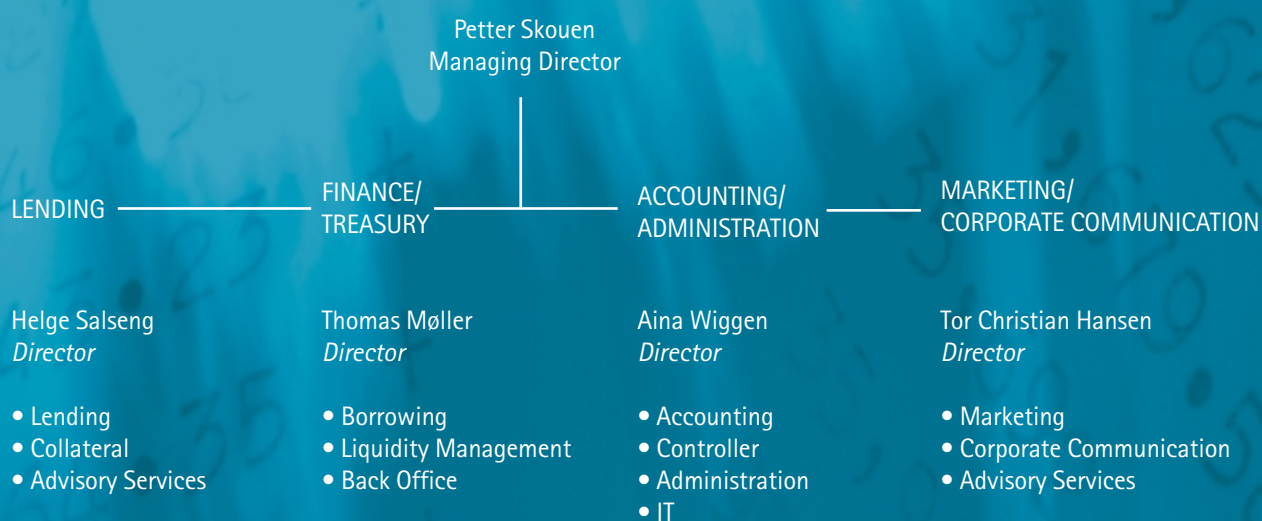 Petter Skouen
Managing Director
LENDING
FINANCE/
TREASURY
ACCOUNTING/
ADMINISTRATION
MARKETING/
CORPORATE COMMUNICATION
Helge Salseng
Director
• Lending
• Collateral
• Advisory Services
Thomas Møller
Director
• Borrowing
• Liquidity Management
• Back Office
Aina Wiggen
Director
• Accounting
• Controller
• Administration
• IT
Tor Christian Hansen
Director
• Marketing
• Corporate Communication
• Advisory Services